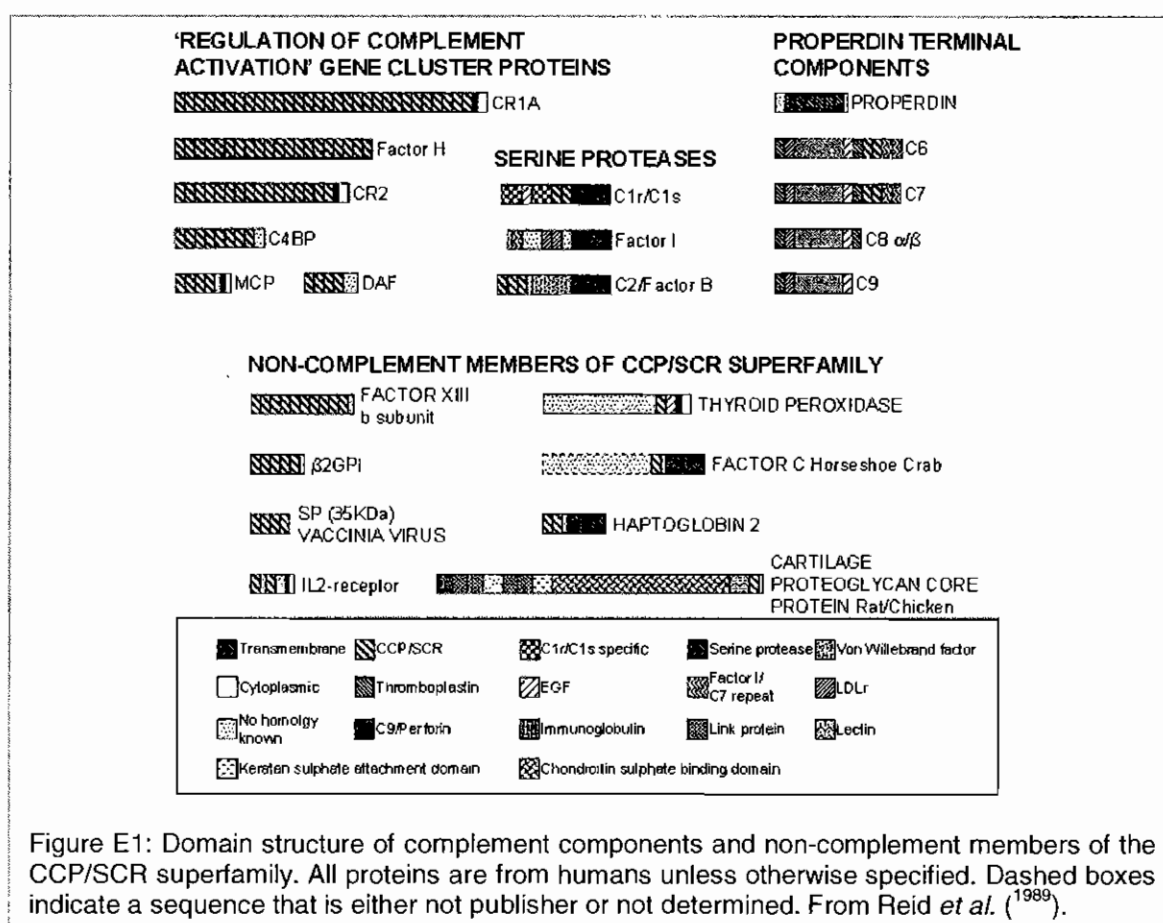 'REGULATION OF COMPLEMENT
ACTIVATION' GENE CLUSTER PROTEINS
CR1A
Factor H
CR2
C4BP
MCP
DAF
SERINE PROTEASES
C1r/C1s
Factor I
C2/Factor B
PROPERDIN TERMINAL
COMPONENTS
PROPERDIN
C6
C7
C8 α/β
C9
NON-COMPLEMENT MEMBERS OF CCP/SCR SUPERFAMILY
FACTOR XIII
b subunit
β2GPI
SP (35KDa)
VACCINIA VIRUS
IL2-receptor
THYROID PEROXIDASE
FACTOR C Horseshoe Crab
HAPTOGLOBIN 2
CARTILAGE
PROTEOGLYCAN CORE
PROTEIN Rat/Chicken
Transmembrane
CCP/SCR
C1r/C1s specific
Serine protease
Von Willebrand factor
Cytoplasmic
Thromboplastin
EGF
Factor I/
C7 repeat
LDLr
No homolgy
known
C9/Perforin
Immunoglobulin
Link protein
Lectin
Keratan sulphate attachment domain
Chondroitin sulphate binding domain
Figure E1: Domain structure of complement components and non-complement members of the
CCP/SCR superfamily. All proteins are from humans unless otherwise specified. Dashed boxes
indicate a sequence that is either not publisher or not determined. From Reid et al. (1989).